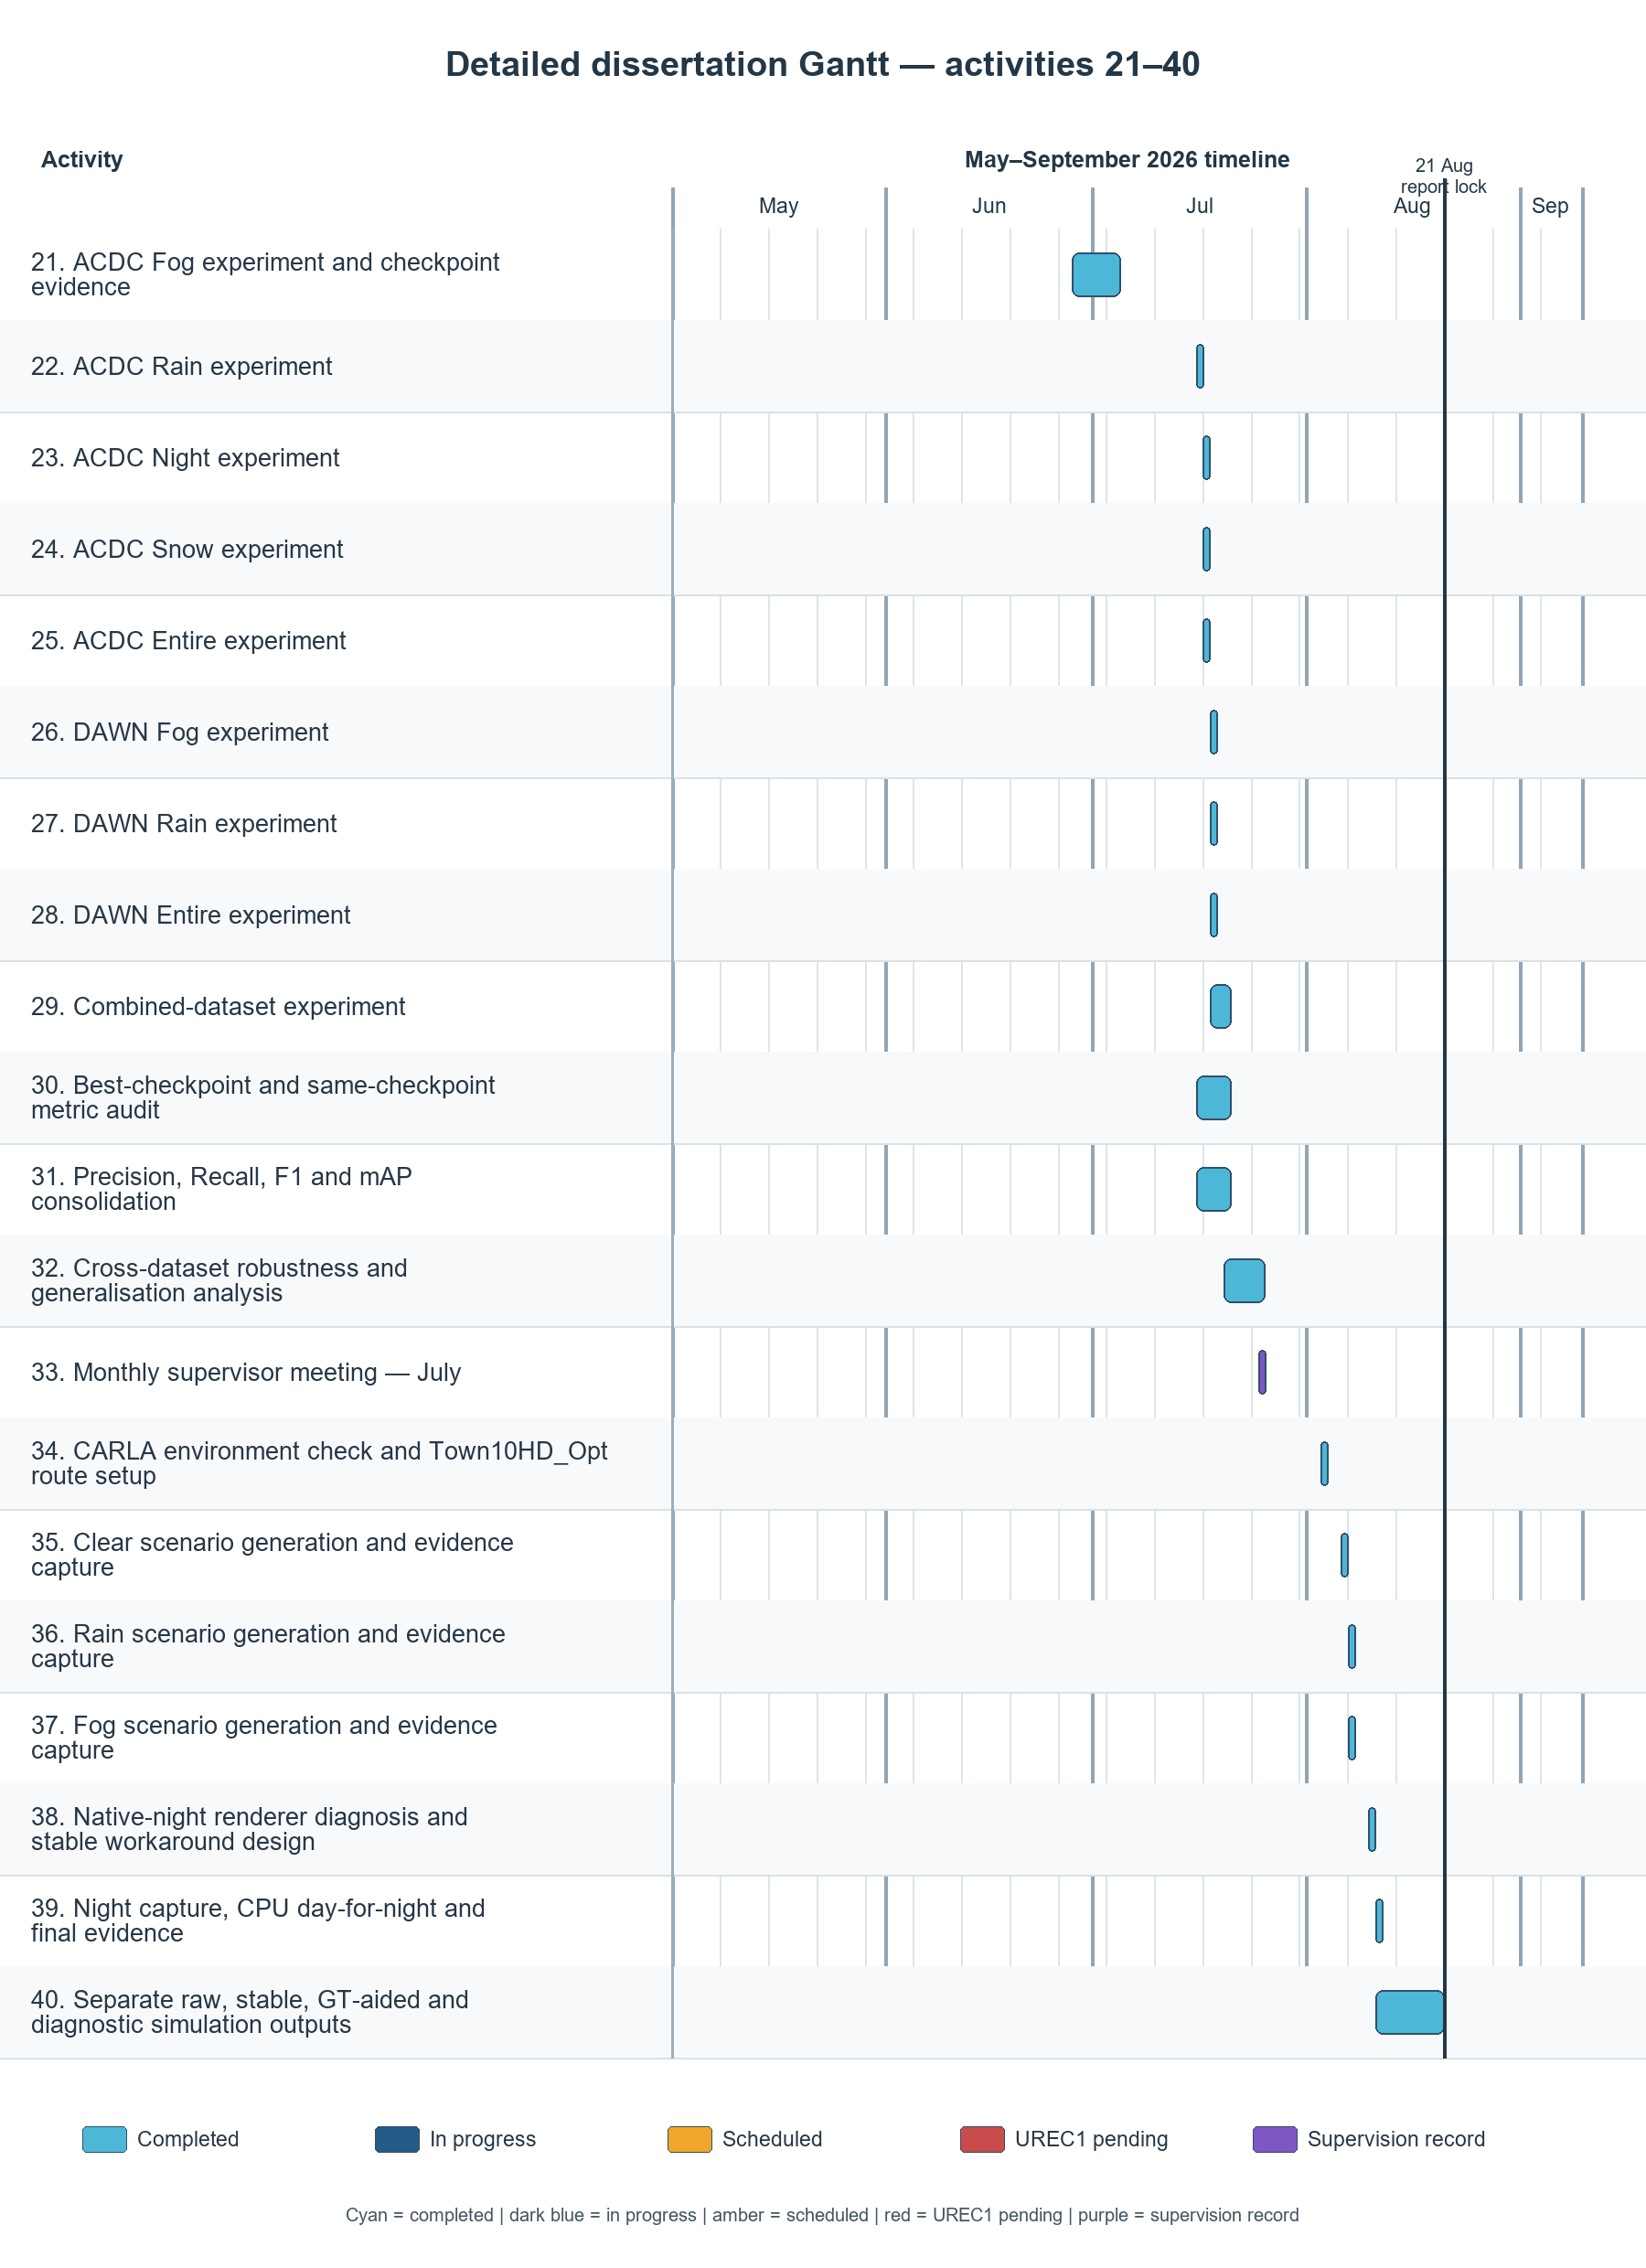 Detailed dissertation Gantt — activities 21–40
Activity
May–September 2026 timeline
21 Aug
report lock
May
Jun
Jul
Aug
Sep
21. ACDC Fog experiment and checkpoint
evidence
22. ACDC Rain experiment
23. ACDC Night experiment
24. ACDC Snow experiment
25. ACDC Entire experiment
26. DAWN Fog experiment
27. DAWN Rain experiment
28. DAWN Entire experiment
29. Combined-dataset experiment
30. Best-checkpoint and same-checkpoint
metric audit
31. Precision, Recall, F1 and mAP
consolidation
32. Cross-dataset robustness and
generalisation analysis
33. Monthly supervisor meeting — July
34. CARLA environment check and Town10HD_Opt
route setup
35. Clear scenario generation and evidence
capture
36. Rain scenario generation and evidence
capture
37. Fog scenario generation and evidence
capture
38. Native-night renderer diagnosis and
stable workaround design
39. Night capture, CPU day-for-night and
final evidence
40. Separate raw, stable, GT-aided and
diagnostic simulation outputs
Completed
In progress
Scheduled
UREC1 pending
Supervision record
Cyan = completed | dark blue = in progress | amber = scheduled | red = UREC1 pending | purple = supervision record